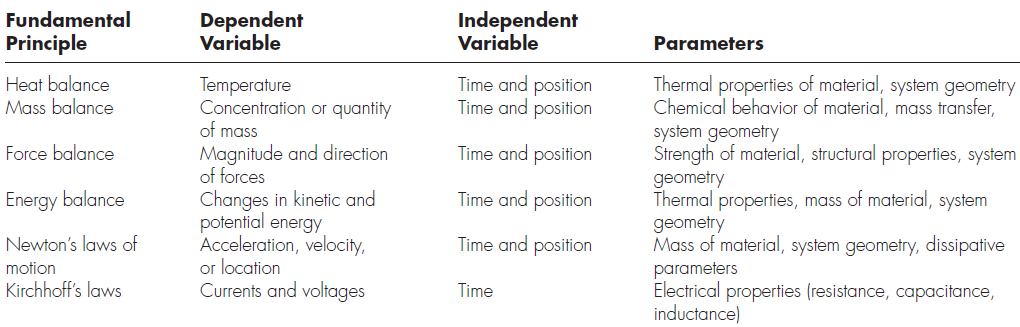 Fundamental Principle Dependent Variable Independent Variable Parameters
Heat balance Temperature Time and position Thermal properties of material, system geometry
Mass balance Concentration or quantity Time and position Chemical behavior of material, mass transfer,
of mass system geometry
Force balance Magnitude and direction Time and position Strength of material, structural properties, system
of forces geometry
Energy balance Changes in kinetic and Time and position Thermal properties, mass of material, system
potential energy geometry
Newton’s laws of Acceleration, velocity, Time and position Mass of material, system geometry, dissipative
motion or location parameters
Kirchhoff’s laws Currents and voltages Time Electrical properties (resistance, capacitance,
inductance)